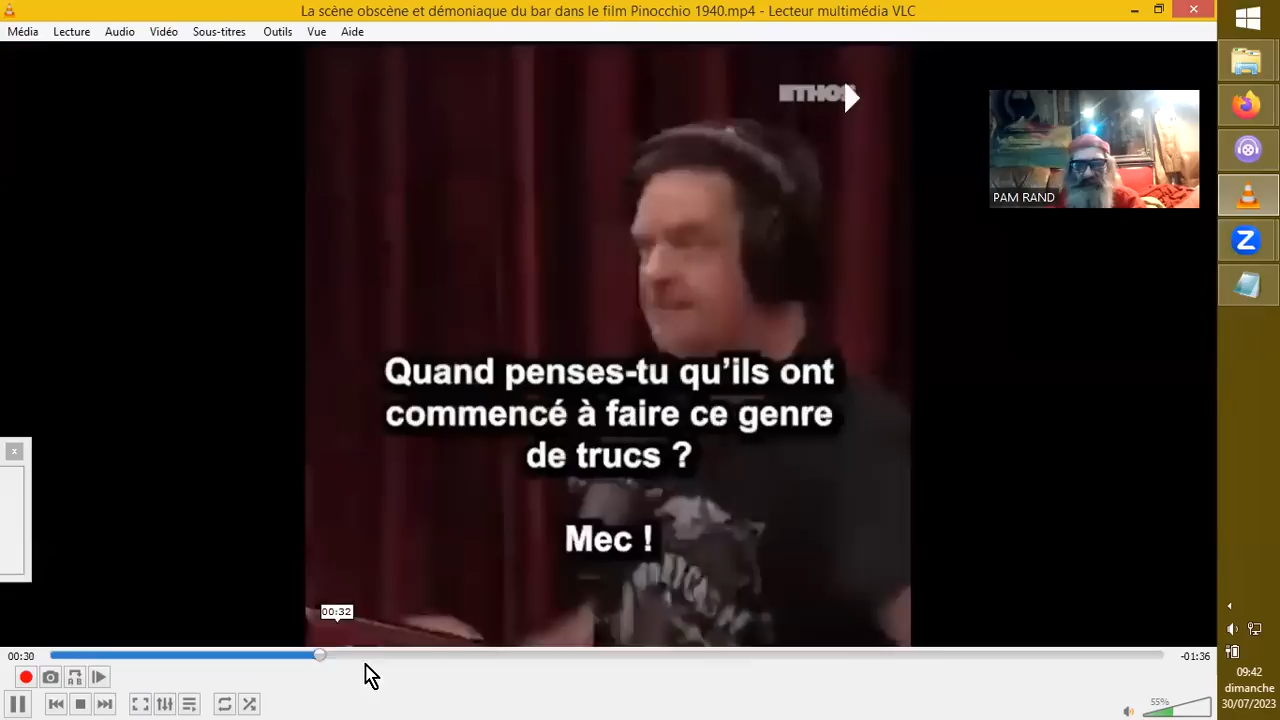 La scène obscène et démoniaque du bar dans le film Pinocchio 1940.mp4 - Lecteur multimédia VLC
Média Lecture Audio Vidéo Sous-titres Outils Vue Aide
ETHOS
PAM RAND
Quand penses-tu qu'ils ont
commencé à faire ce genre
de trucs ?
Mec !
00:32
00:30
-01:36
09:42
dimanche
30/07/2023
55%